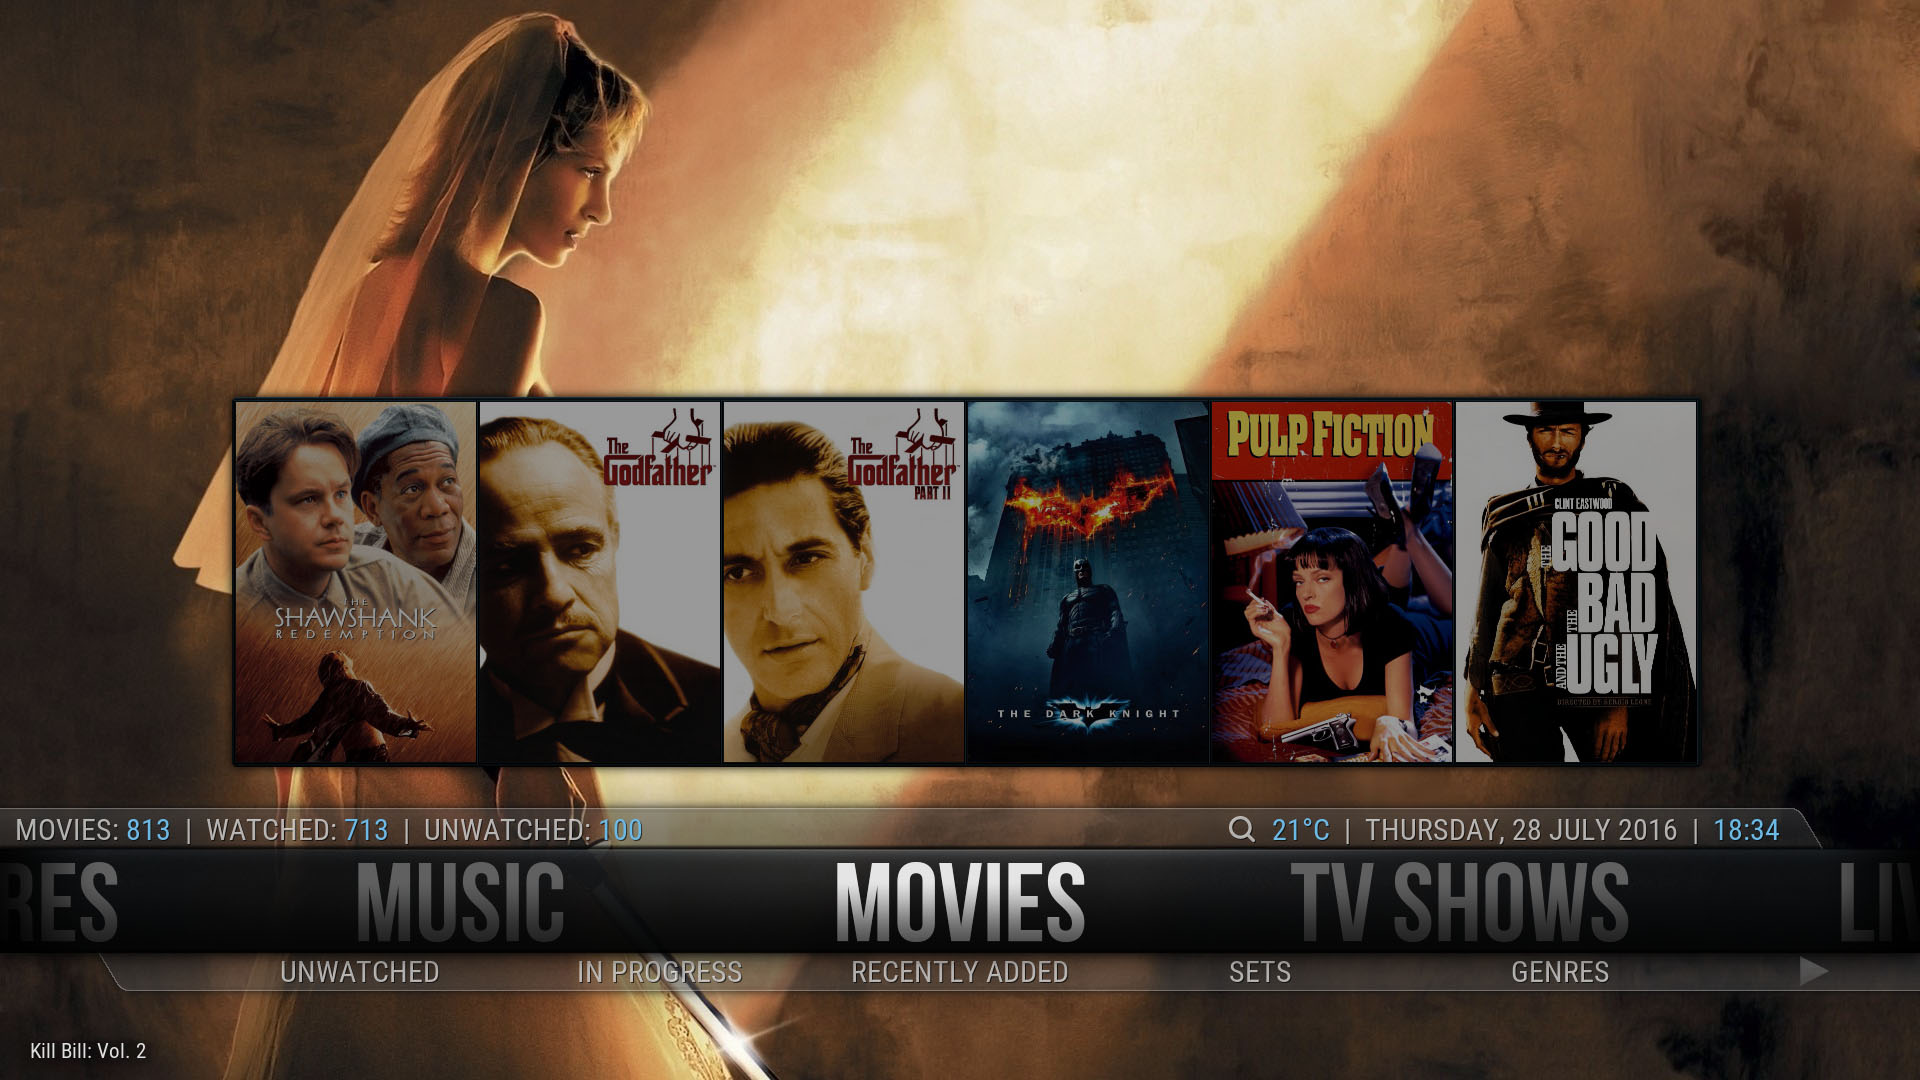 THE
SHAWSHANK
REDEMPTION
The
Godfather
The
Godfather
PART II
THE DARK KNIGHT
PULP FICTION
CLINT EASTWOOD
THE GOOD
THE BAD
AND THE UGLY
DIRECTED BY SERGIO LEONE
MOVIES: 813 | WATCHED: 713 | UNWATCHED: 100
21°C | THURSDAY, 28 JULY 2016 | 18:34
RES MUSIC MOVIES TV SHOWS LIV
UNWATCHED IN PROGRESS RECENTLY ADDED SETS GENRES
Kill Bill: Vol. 2